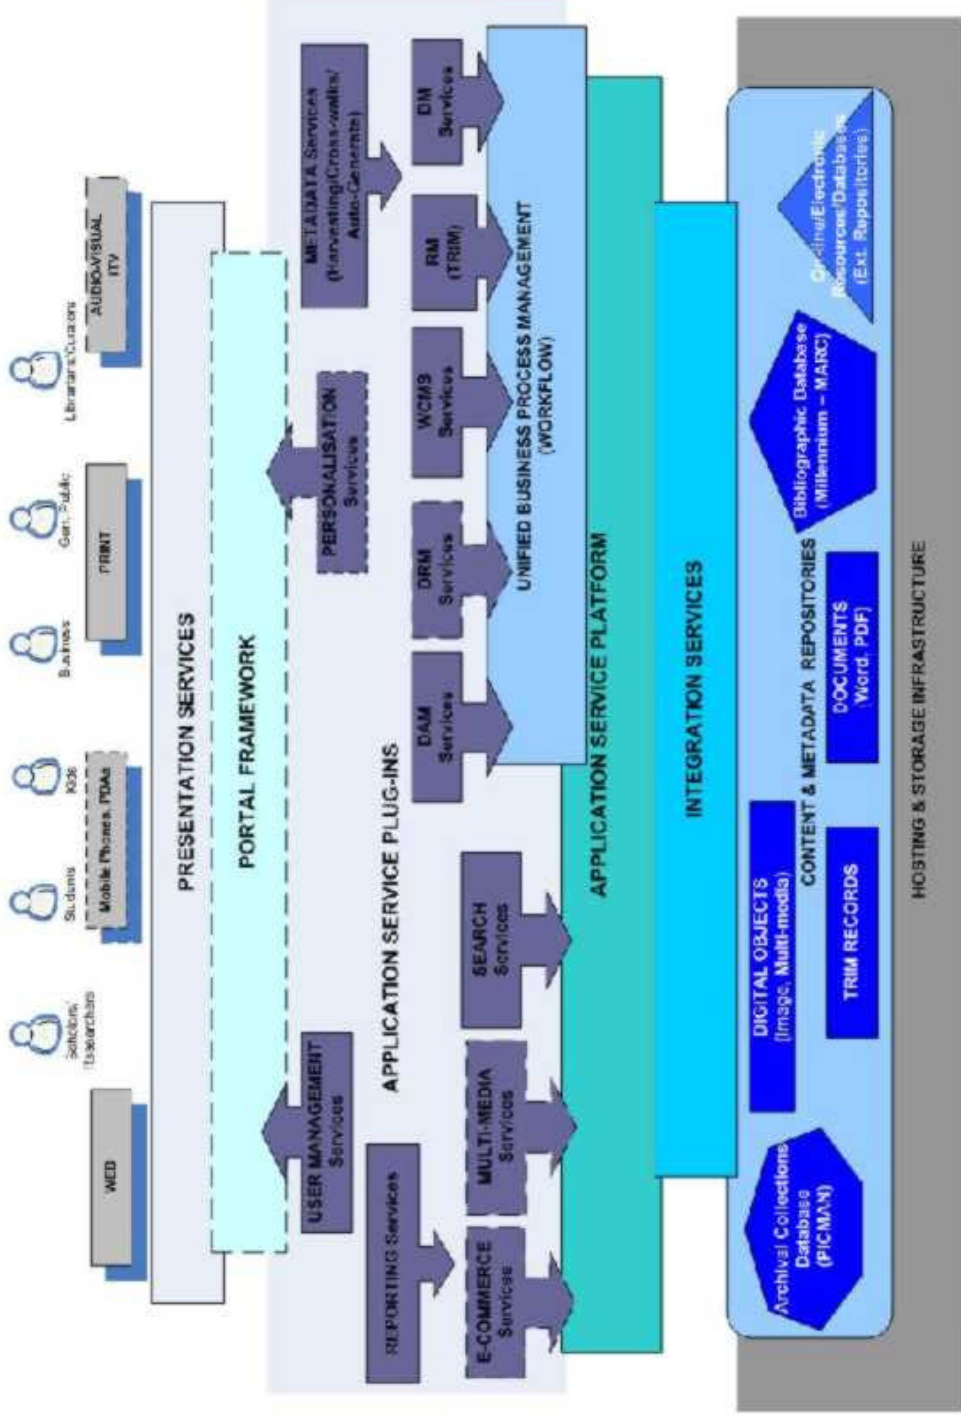 Scholars/
Researchers
Students
Kids
Business
Gen. Public
Librarians/Curators
WEB
Mobile Phones, PDAs
PRINT
AUDIO-VISUAL
ITV
PRESENTATION SERVICES
PORTAL FRAMEWORK
USER MANAGEMENT
Services
PERSONALISATION
Services
METADATA Services
(Harvesting/Cross-walks/
Auto-Generate)
REPORTING Services
APPLICATION SERVICE PLUG-INS
E-COMMERCE
Services
MULTI-MEDIA
Services
SEARCH
Services
DAM
Services
DRM
Services
WCMS
Services
RM
(TRIM)
DM
Services
UNIFIED BUSINESS PROCESS MANAGEMENT
(WORKFLOW)
APPLICATION SERVICE PLATFORM
INTEGRATION SERVICES
Archival Collections
Database
(PICMAN)
DIGITAL OBJECTS
(Image, Multi-media)
TRIM RECORDS
CONTENT & METADATA REPOSITORIES
DOCUMENTS
(Word, PDF)
Bibliographic Database
(Millennium – MARC)
On-line/Electronic
Resources/Databases
(Ext. Repositories)
HOSTING & STORAGE INFRASTRUCTURE